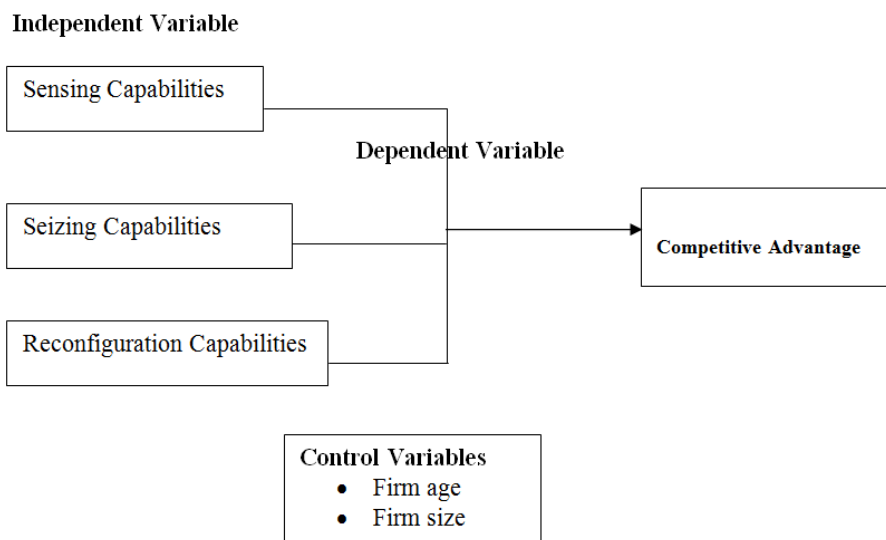 Independent Variable
Sensing Capabilities
Dependent Variable
Seizing Capabilities
Competitive Advantage
Reconfiguration Capabilities
Control Variables
• Firm age
• Firm size